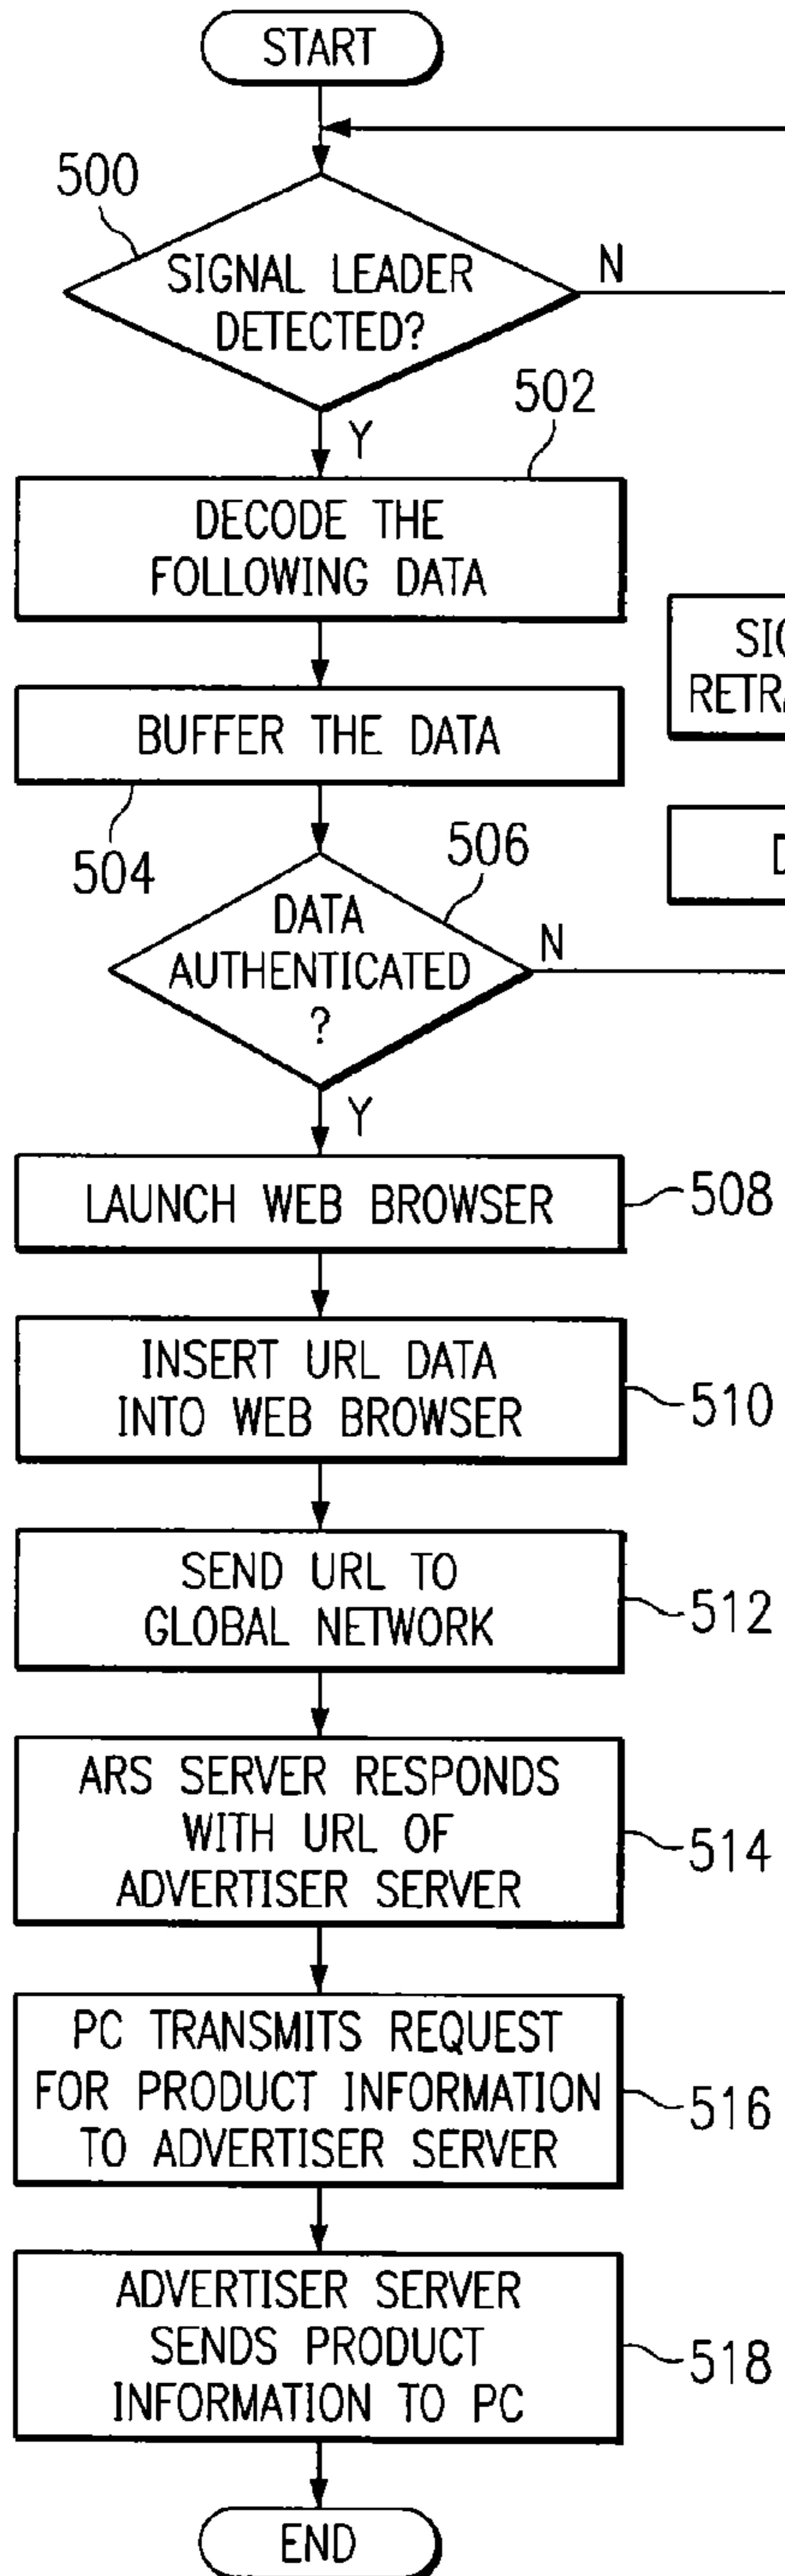 START
500
SIGNAL LEADER
DETECTED?
N
Y
502
DECODE THE
FOLLOWING DATA
BUFFER THE DATA
504
506
DATA
AUTHENTICATED
?
N
Y
LAUNCH WEB BROWSER
508
INSERT URL DATA
INTO WEB BROWSER
510
SEND URL TO
GLOBAL NETWORK
512
ARS SERVER RESPONDS
WITH URL OF
ADVERTISER SERVER
514
PC TRANSMITS REQUEST
FOR PRODUCT INFORMATION
TO ADVERTISER SERVER
516
ADVERTISER SERVER
SENDS PRODUCT
INFORMATION TO PC
518
END